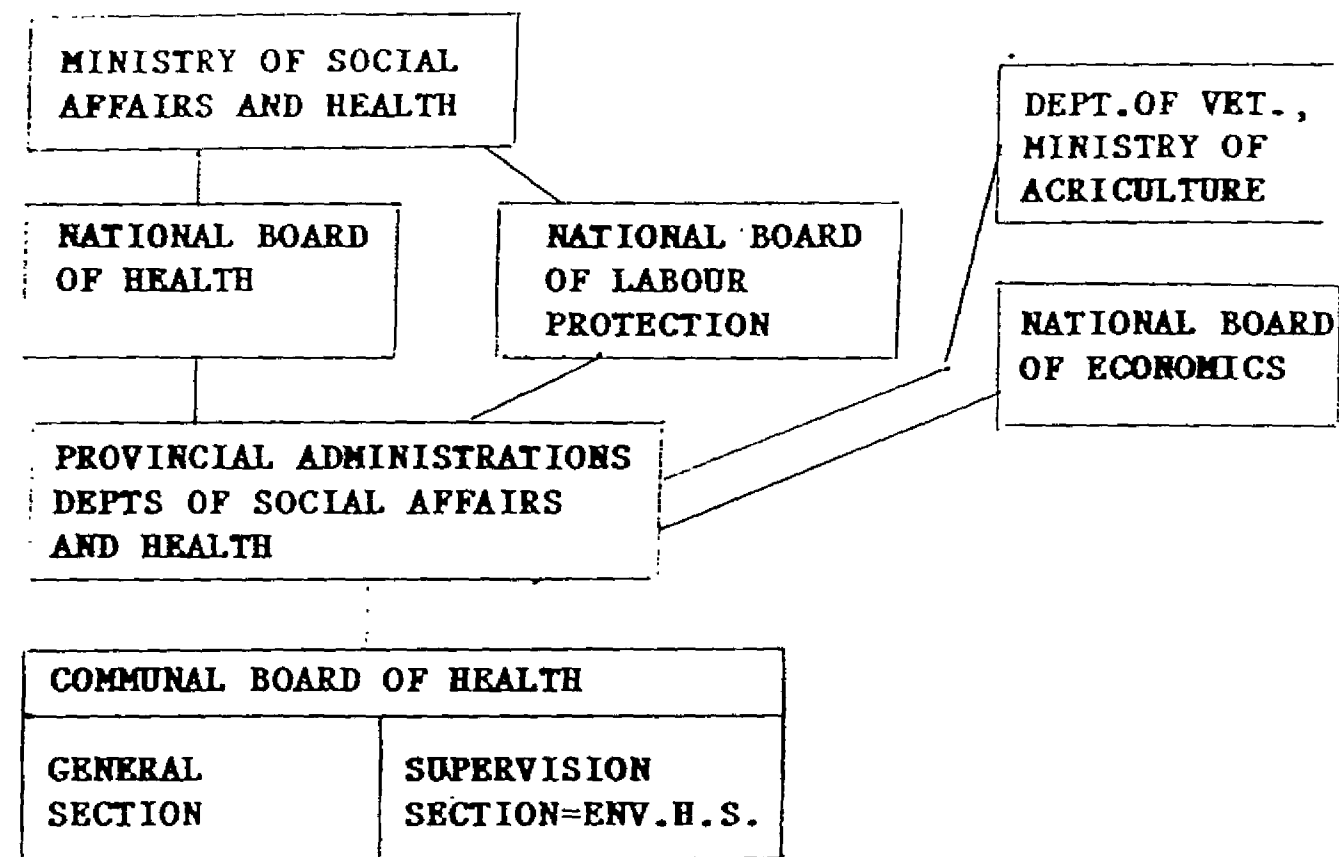 MINISTRY OF SOCIAL
AFFAIRS AND HEALTH
DEPT.OF VET.,
MINISTRY OF
ACRICULTURE
NATIONAL BOARD
OF HEALTH
NATIONAL BOARD
OF LABOUR
PROTECTION
NATIONAL BOARD
OF ECONOMICS
PROVINCIAL ADMINISTRATIONS
DEPTS OF SOCIAL AFFAIRS
AND HEALTH
COMMUNAL BOARD OF HEALTH
GENERAL
SECTION
SUPERVISION
SECTION=ENV.H.S.